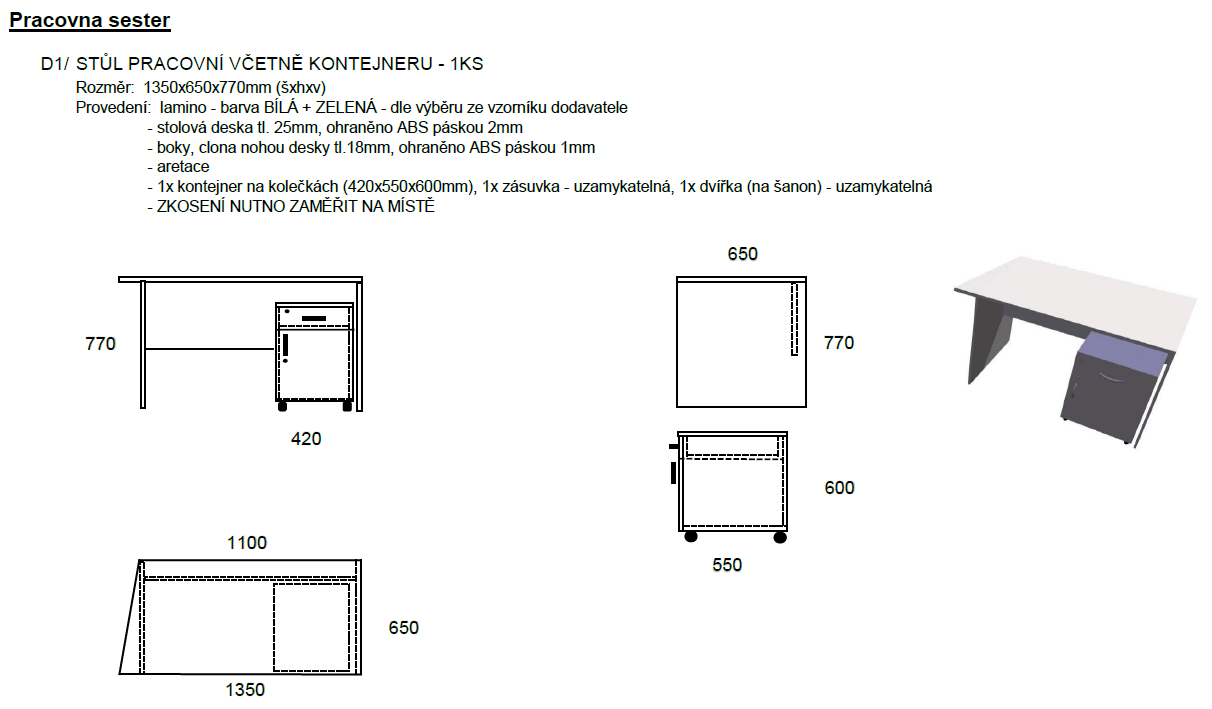 Pracovna sester
D1/ STŮL PRACOVNÍ VČETNĚ KONTEJNERU - 1KS
Rozměr: 1350x650x770mm (šxhxv)
Provedení: lamino - barva BÍLÁ + ZELENÁ - dle výběru ze vzorníku dodavatele
- stolová deska tl. 25mm, ohraněno ABS páskou 2mm
- boky, clona nohou desky tl.18mm, ohraněno ABS páskou 1mm
- aretace
- 1x kontejner na kolečkách (420x550x600mm), 1x zásuvka - uzamykatelná, 1x dvířka (na šanon) - uzamykatelná
- ZKOSENÍ NUTNO ZAMĚŘIT NA MÍSTĚ
650
770
770
420
600
550
1100
650
1350